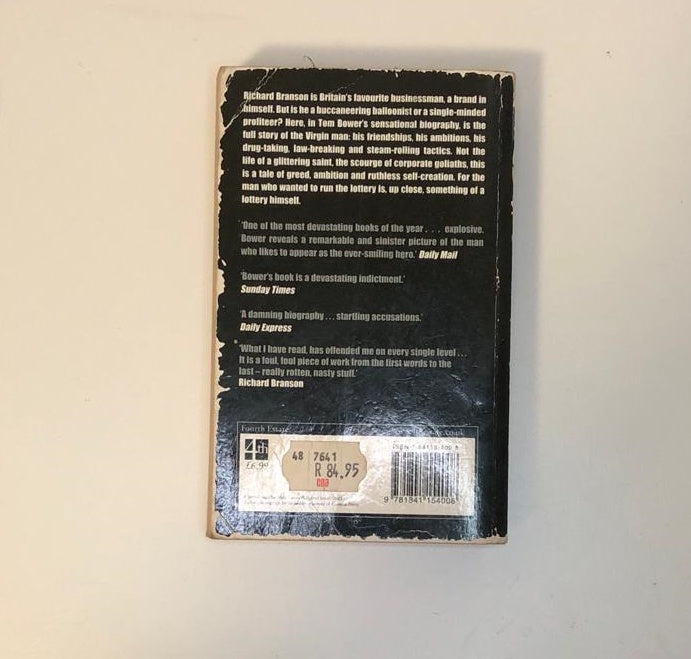 Richard Branson is Britain's favourite businessman, a brand in
himself. But is he a buccaneering balloonist or a single-minded
profiteer? Here, in Tom Bower's sensational biography, is the
full story of the Virgin man: his friendships, his ambitions, his
drug-taking, law-breaking and steam-rolling tactics. Not the
life of a glittering saint, the scourge of corporate goliaths, this
is a tale of greed, ambition and ruthless self-creation. For the
man who wanted to run the lottery is, up close, something of a
lottery himself.
'One of the most devastating books of the year . . . explosive.
Bower reveals a remarkable and sinister picture of the man
who likes to appear as the ever-smiling hero.' Daily Mail
'Bower's book is a devastating indictment.'
Sunday Times
'A damning biography . . . startling accusations.'
Daily Express
'What I have read, has offended me on every single level . . .
It is a foul, foul piece of work from the first words to the
last – really rotten, nasty stuff.'
Richard Branson
Fourth Estate
4th
£6.99
48 7641
R 84,95
cna
ISBN
9 781841 154008